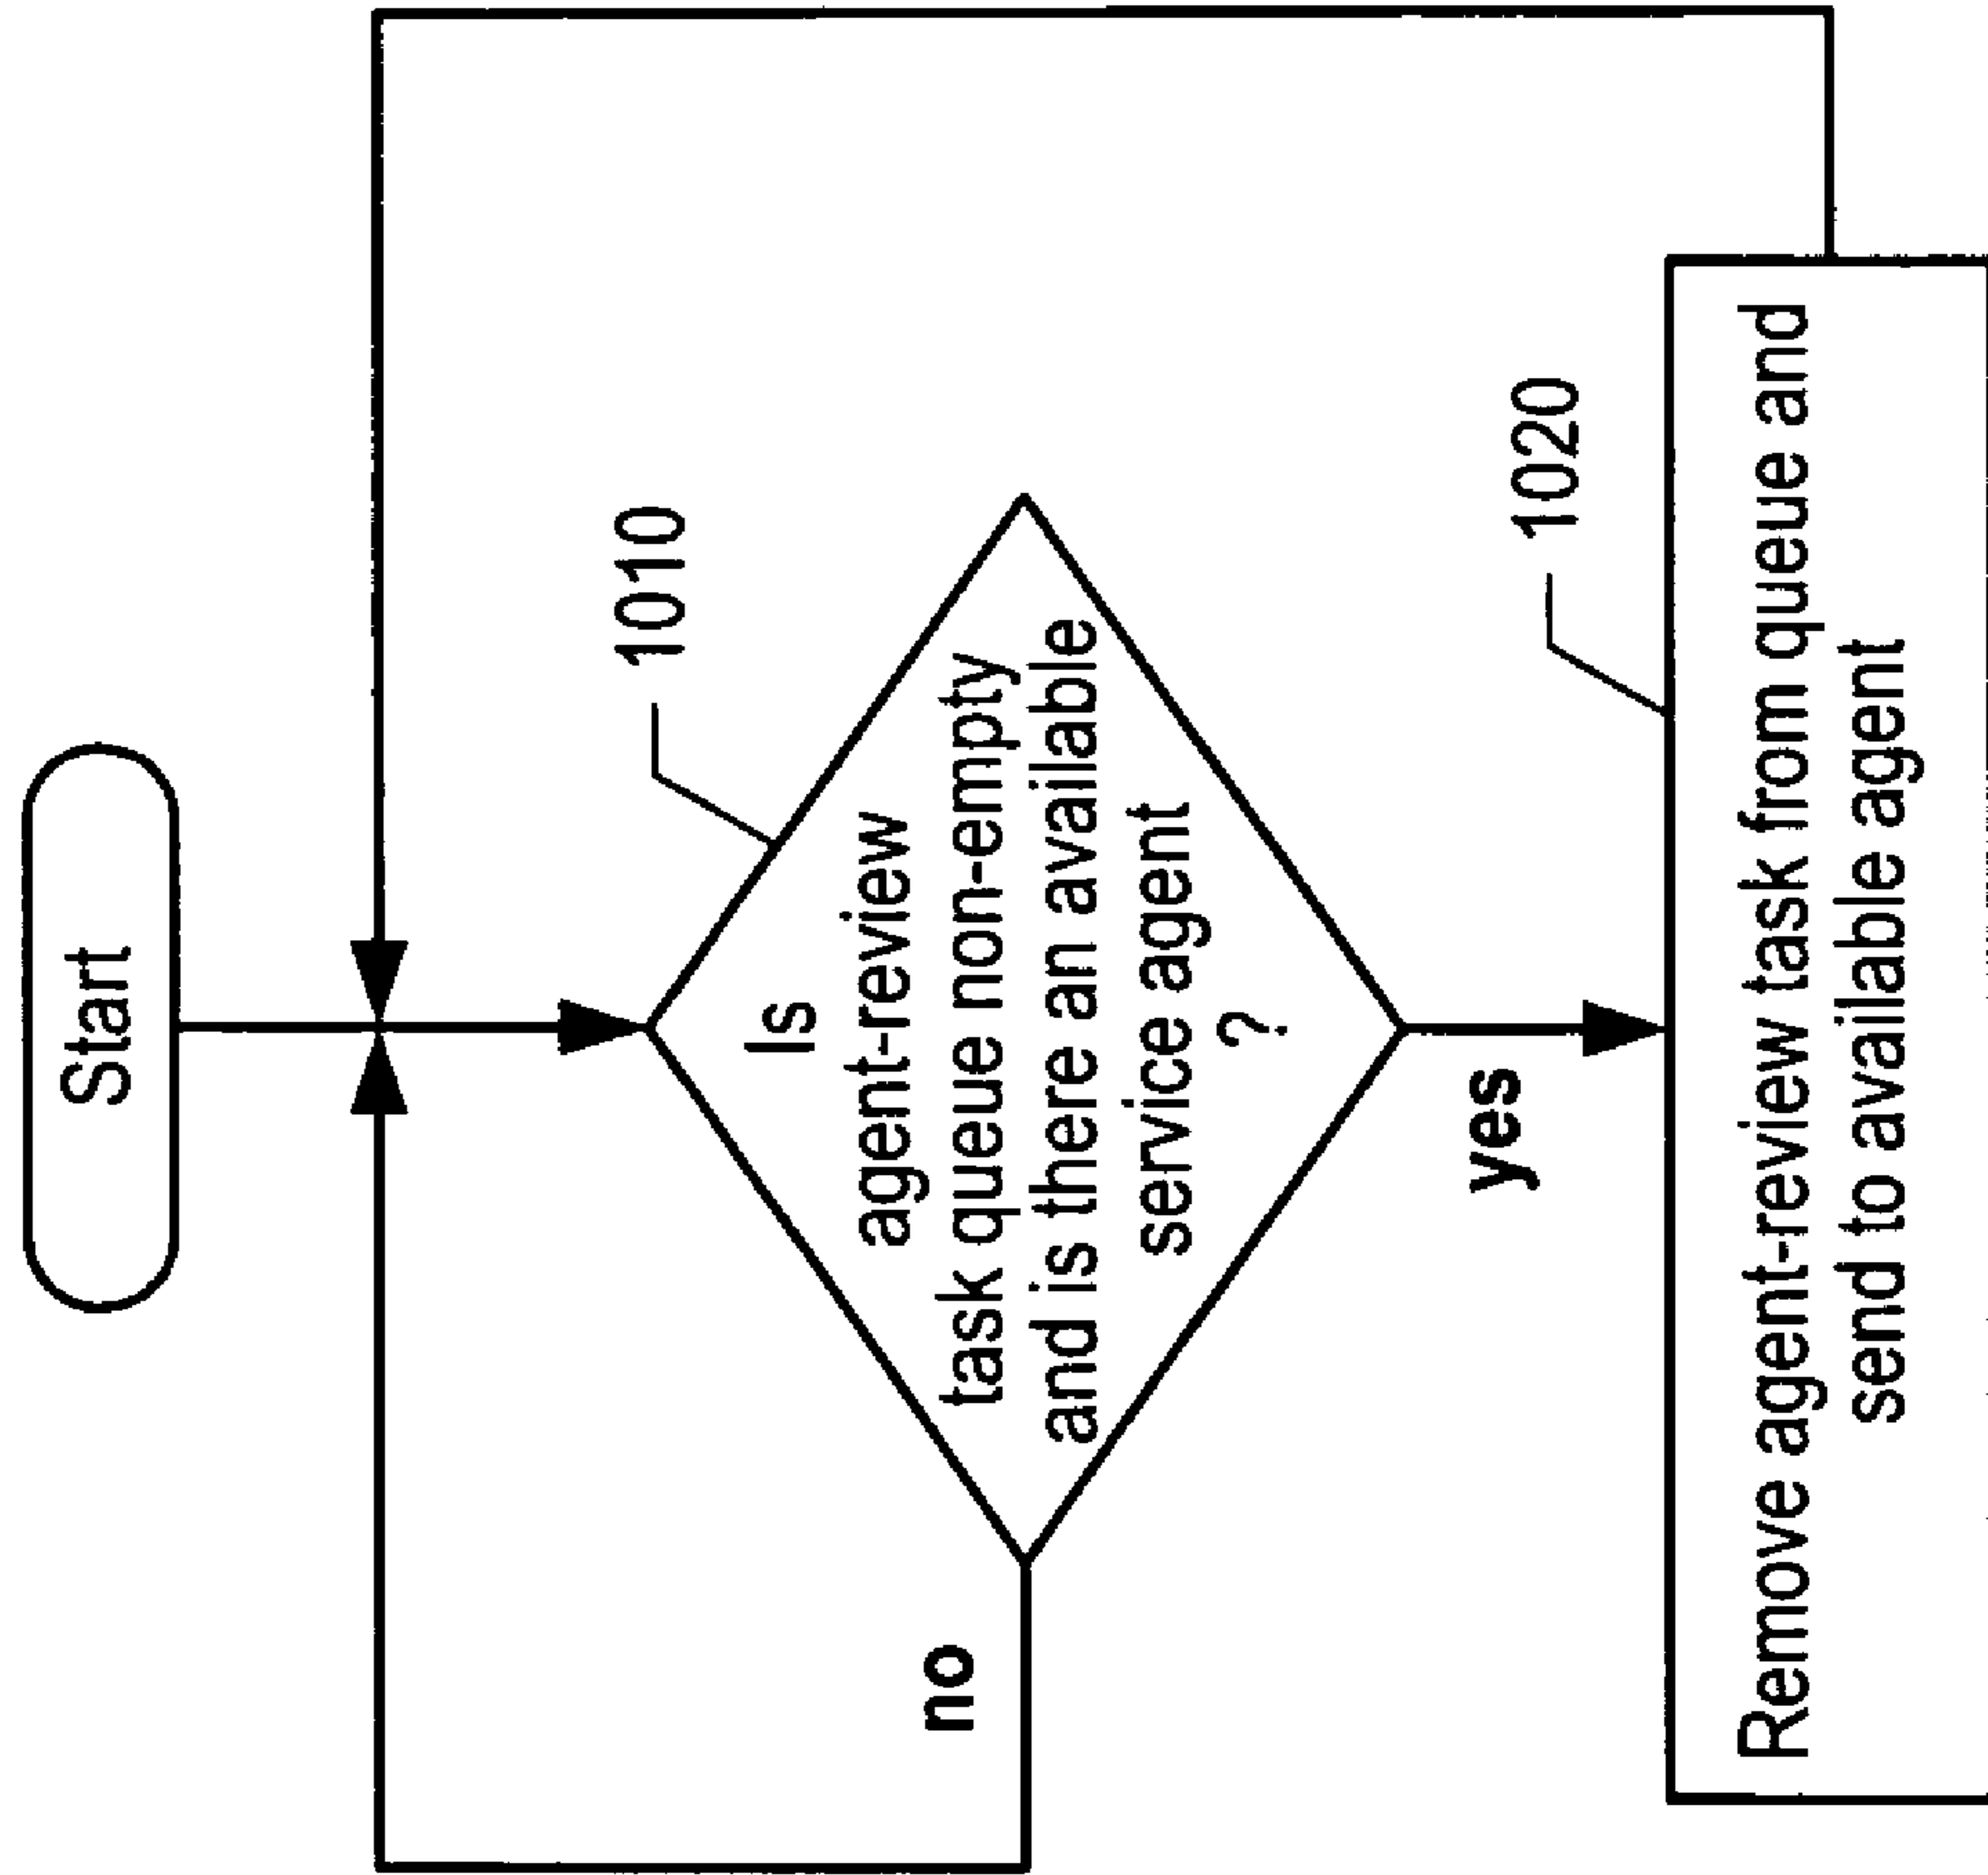 Start
1010
Is
agent-review
task queue non-empty
and is there an available
service agent
?
no
yes
1020
Remove agent-review task from queue and
send to available agent